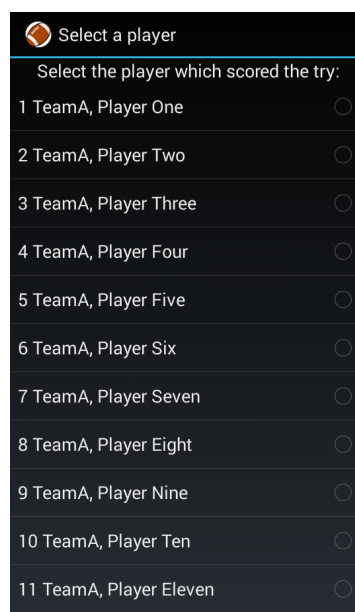 Select a player
Select the player which scored the try:
1 TeamA, Player One
2 TeamA, Player Two
3 TeamA, Player Three
4 TeamA, Player Four
5 TeamA, Player Five
6 TeamA, Player Six
7 TeamA, Player Seven
8 TeamA, Player Eight
9 TeamA, Player Nine
10 TeamA, Player Ten
11 TeamA, Player Eleven